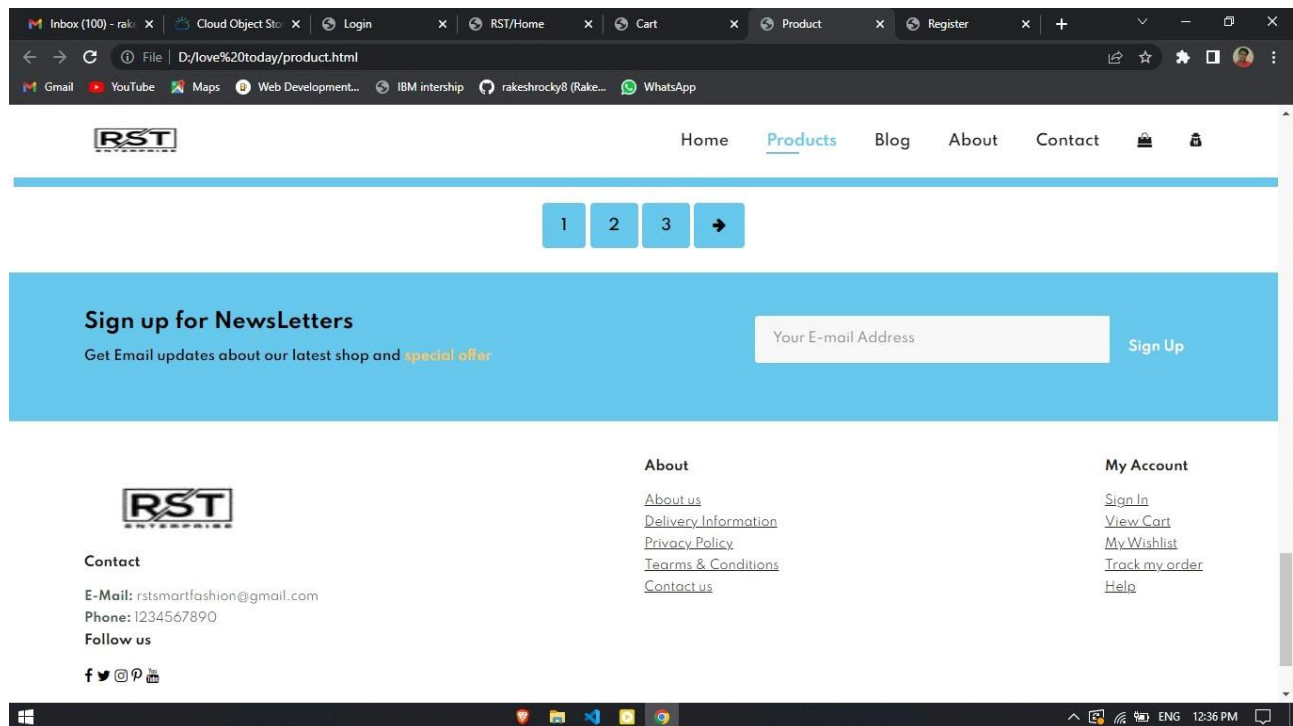 Inbox (100) - rak
Cloud Object Sto
Login
RST/Home
Cart
Product
Register
File
D:/love%20today/product.html
Gmail
YouTube
Maps
Web Development...
IBM intership
rakeshrocky8 (Rake...
WhatsApp
RST
ENTERPRISE
Home
Products
Blog
About
Contact
1
2
3
Sign up for NewsLetters
Get Email updates about our latest shop and special offer
Your E-mail Address
Sign Up
RST
ENTERPRISE
Contact
E-Mail: rstsmartfashion@gmail.com
Phone: 1234567890
Follow us
About
About us
Delivery Information
Privacy Policy
Tearms & Conditions
Contact us
My Account
Sign In
View Cart
My Wishlist
Track my order
Help
ENG
12:36 PM